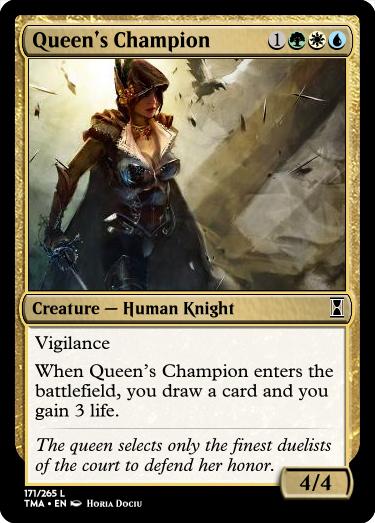 Queen's Champion 1
Creature — Human Knight
Vigilance
When Queen's Champion enters the
battlefield, you draw a card and you
gain 3 life.
The queen selects only the finest duelists
of the court to defend her honor.
4/4
171/265 L
TMA • EN Horia Dociu